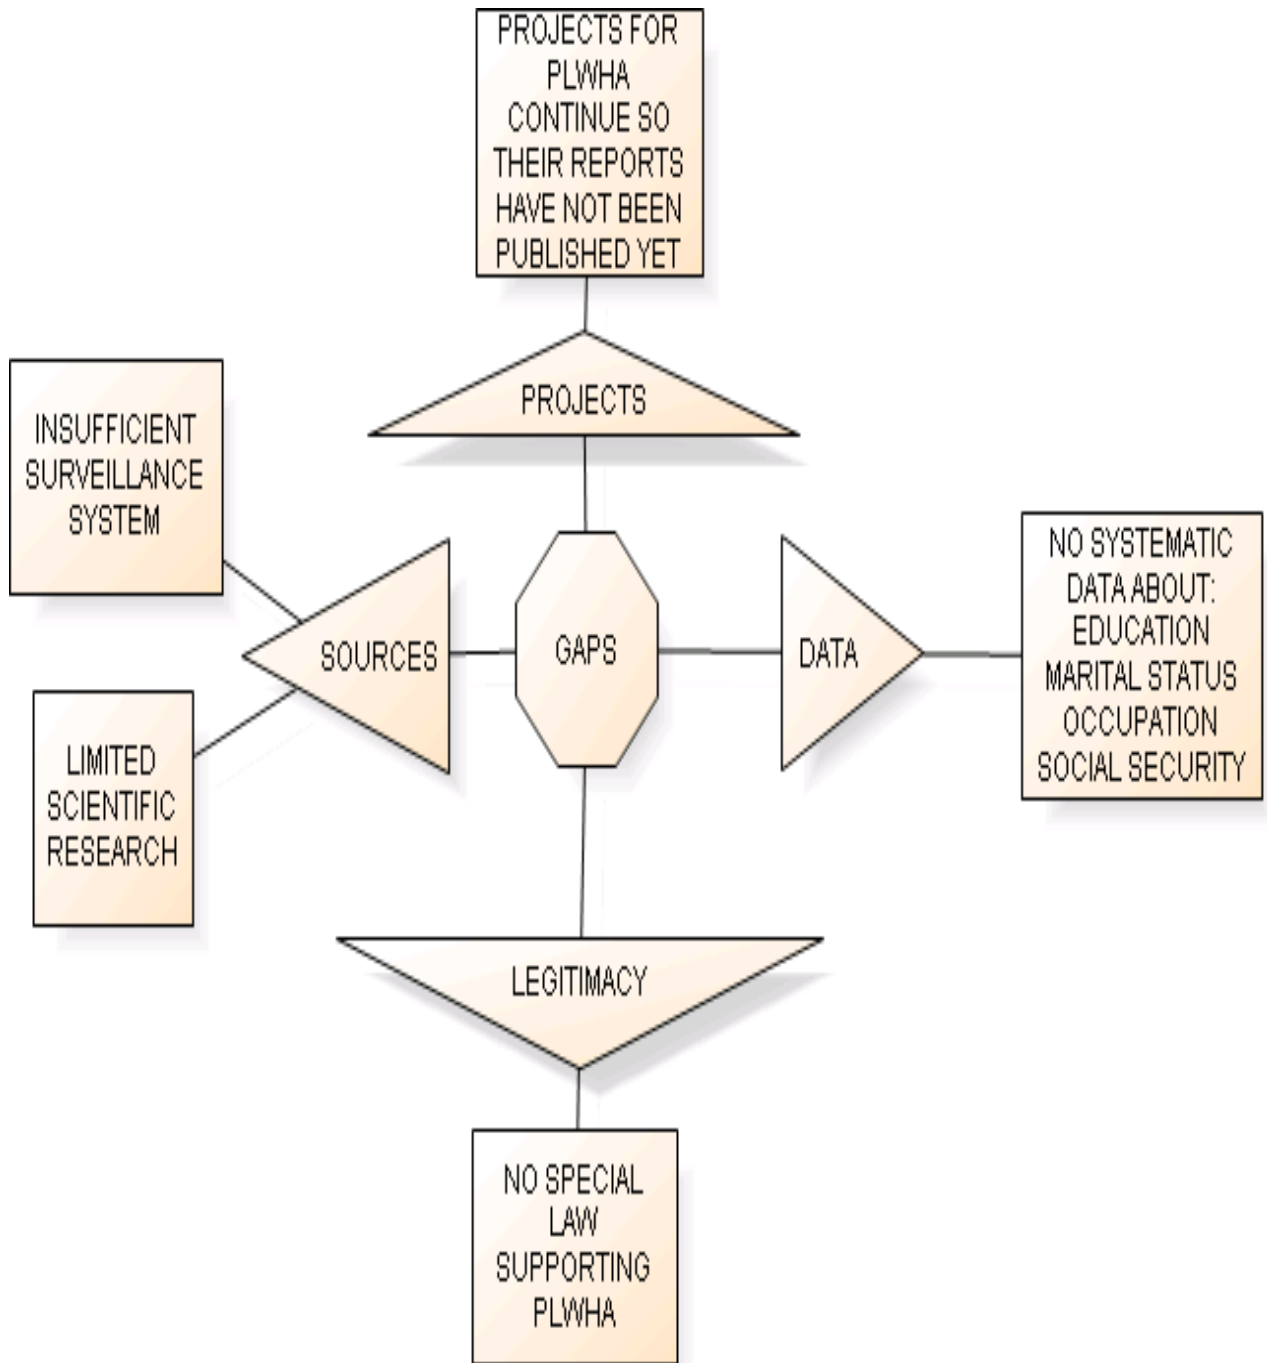 PROJECTS FOR
PLWHA
CONTINUE SO
THEIR REPORTS
HAVE NOT BEEN
PUBLISHED YET
PROJECTS
INSUFFICIENT
SURVEILLANCE
SYSTEM
SOURCES
LIMITED
SCIENTIFIC
RESEARCH
GAPS
DATA
NO SYSTEMATIC
DATA ABOUT:
EDUCATION
MARITAL STATUS
OCCUPATION
SOCIAL SECURITY
LEGITIMACY
NO SPECIAL
LAW
SUPPORTING
PLWHA